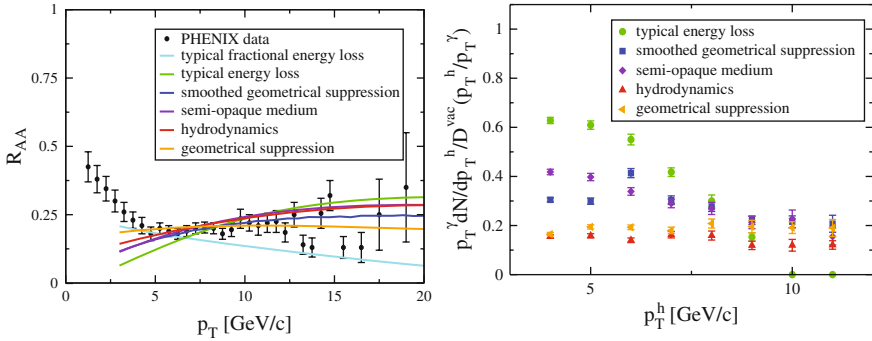 1
0.75
0.5
0.25
0
R_AA
PHENIX data
typical fractional energy loss
typical energy loss
smoothed geometrical suppression
semi-opaque medium
hydrodynamics
geometrical suppression
0 5 10 15 20
p_T [GeV/c]
1
0.8
0.6
0.4
0.2
0
p_T^γ dN/dp_T^h/D^vac(p_T^h/p_T^γ)
typical energy loss
smoothed geometrical suppression
semi-opaque medium
hydrodynamics
geometrical suppression
5 10
p_T^h [GeV/c]